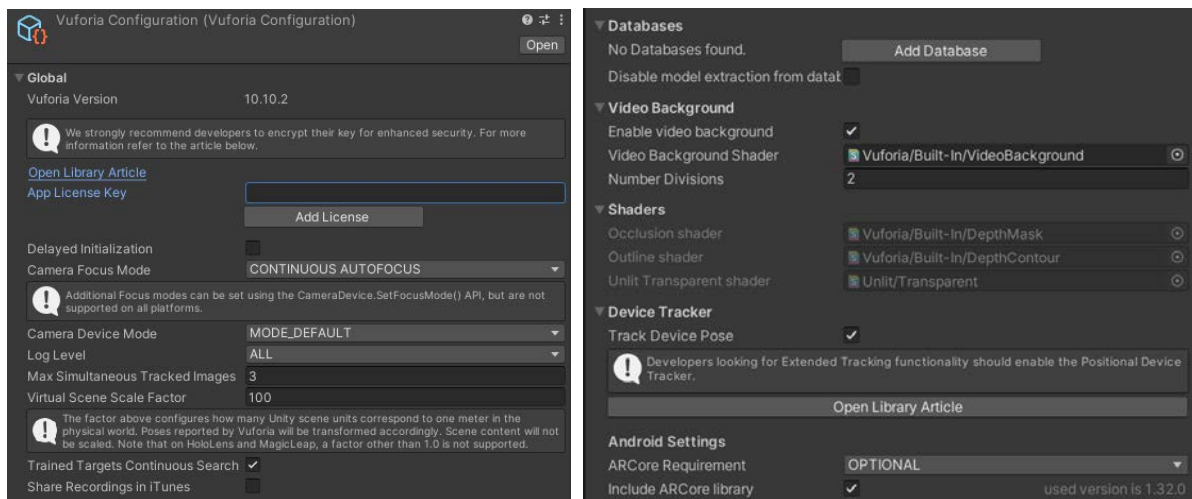 Vuforia Configuration (Vuforia Configuration)
Open
Global
Vuforia Version 10.10.2
We strongly recommend developers to encrypt their key for enhanced security. For more
information refer to the article below.
Open Library Article
App License Key
Add License
Delayed Initialization
Camera Focus Mode CONTINUOUS AUTOFOCUS
Additional Focus modes can be set using the CameraDevice.SetFocusMode() API, but are not
supported on all platforms.
Camera Device Mode MODE_DEFAULT
Log Level ALL
Max Simultaneous Tracked Images 3
Virtual Scene Scale Factor 100
The factor above configures how many Unity scene units correspond to one meter in the
physical world. Poses reported by Vuforia will be transformed accordingly. Scene content will not
be scaled. Note that on HoloLens and MagicLeap, a factor other than 1.0 is not supported.
Trained Targets Continuous Search
Share Recordings in iTunes
Databases
No Databases found. Add Database
Disable model extraction from datab
Video Background
Enable video background
Video Background Shader Vuforia/Built-In/VideoBackground
Number Divisions 2
Shaders
Occlusion shader Vuforia/Built-In/DepthMask
Outline shader Vuforia/Built-In/DepthContour
Unlit Transparent shader Unlit/Transparent
Device Tracker
Track Device Pose
Developers looking for Extended Tracking functionality should enable the Positional Device
Tracker.
Open Library Article
Android Settings
ARCore Requirement OPTIONAL
Include ARCore library used version is 1.32.0